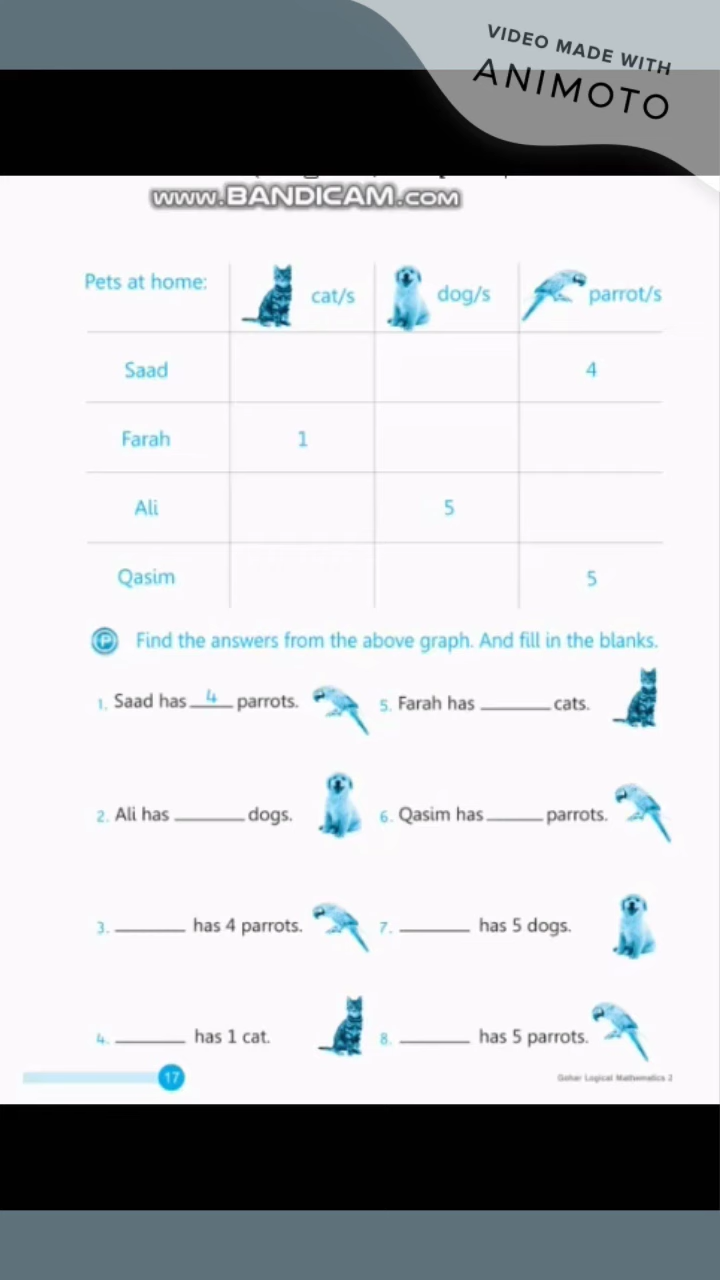 VIDEO MADE WITH
ANIMOTO
www.BANDICAM.COM
Pets at home: cat/s dog/s parrot/s
Saad 4
Farah 1
Ali 5
Qasim 5
P Find the answers from the above graph. And fill in the blanks.
1. Saad has 4 parrots.
5. Farah has ______ cats.
2. Ali has ______ dogs.
6. Qasim has ______ parrots.
3. ______ has 4 parrots.
7. ______ has 5 dogs.
4. ______ has 1 cat.
8. ______ has 5 parrots.
17
Gohar Logical Mathematics 2